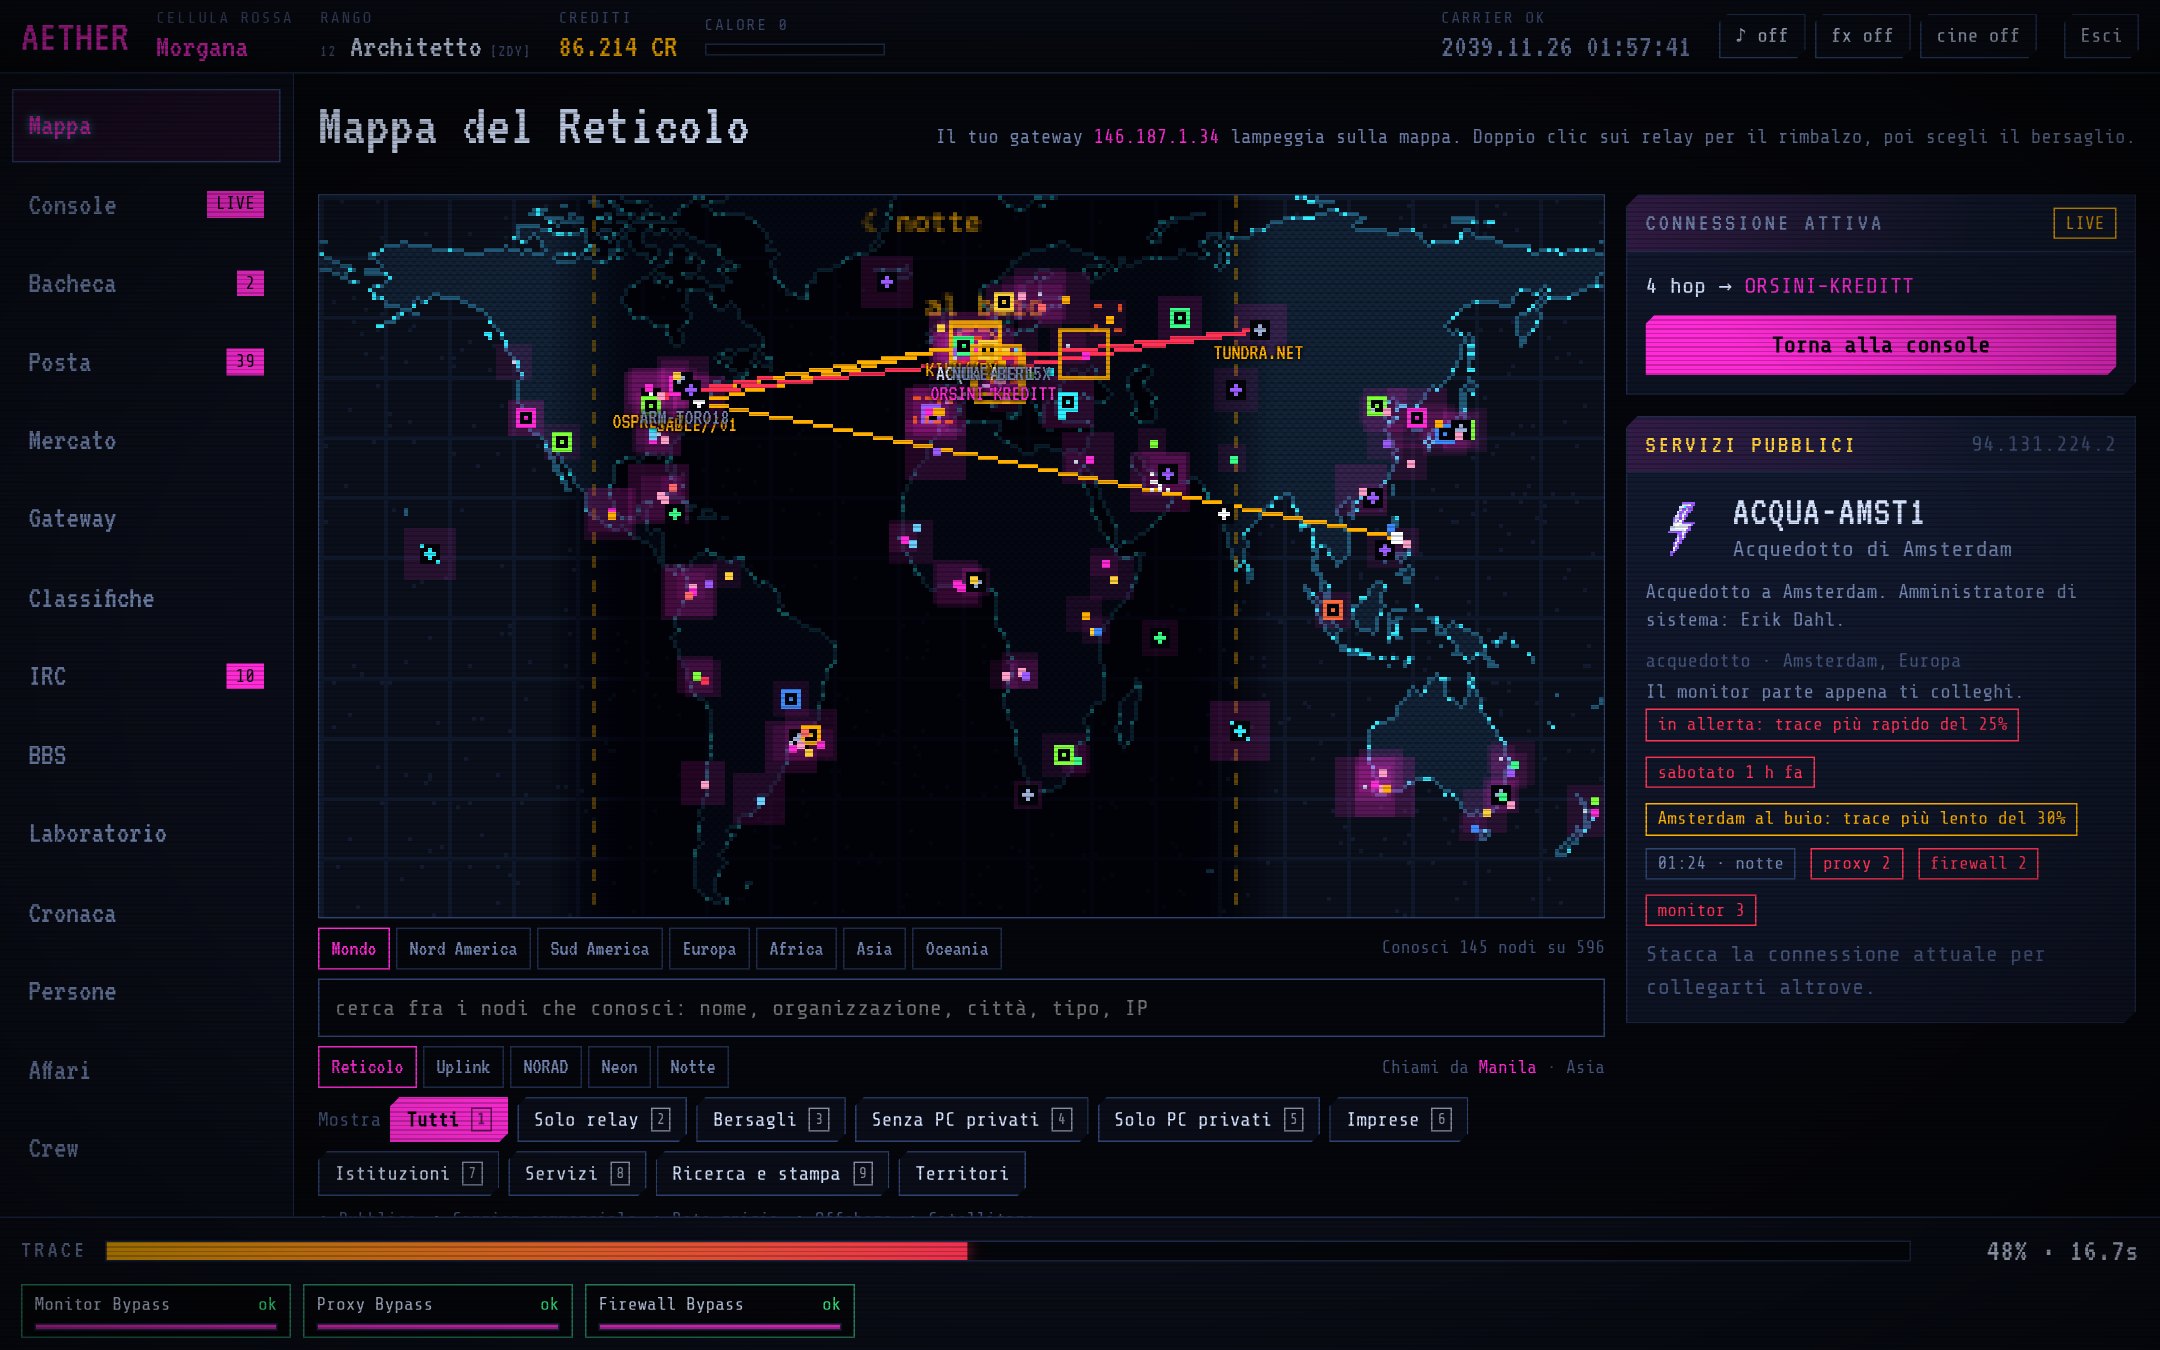 AETHER
CELLULA ROSSA
Morgana
RANGO
12 Architetto [ZDY]
CREDITI
86.214 CR
CALORE 0
CARRIER OK
2039.11.26 01:57:41
♪ off
fx off
cine off
Esci
Mappa
Console LIVE
Bacheca 2
Posta 39
Mercato
Gateway
Classifiche
IRC 10
BBS
Laboratorio
Cronaca
Persone
Affari
Crew
Mappa del Reticolo
Il tuo gateway 146.187.1.34 lampeggia sulla mappa. Doppio clic sui relay per il rimbalzo, poi scegli il bersaglio.
notte
TUNDRA.NET
ORSINI-KREDITT
Mondo
Nord America
Sud America
Europa
Africa
Asia
Oceania
Conosci 145 nodi su 596
cerca fra i nodi che conosci: nome, organizzazione, città, tipo, IP
Reticolo
Uplink
NORAD
Neon
Notte
Chiami da Manila · Asia
Mostra
Tutti 1
Solo relay 2
Bersagli 3
Senza PC privati 4
Solo PC privati 5
Imprese 6
Istituzioni 7
Servizi 8
Ricerca e stampa 9
Territori
CONNESSIONE ATTIVA
LIVE
4 hop → ORSINI-KREDITT
Torna alla console
SERVIZI PUBBLICI
94.131.224.2
ACQUA-AMST1
Acquedotto di Amsterdam
Acquedotto a Amsterdam. Amministratore di
sistema: Erik Dahl.
acquedotto · Amsterdam, Europa
Il monitor parte appena ti colleghi.
in allerta: trace più rapido del 25%
sabotato 1 h fa
Amsterdam al buio: trace più lento del 30%
01:24 · notte
proxy 2
firewall 2
monitor 3
Stacca la connessione attuale per
collegarti altrove.
TRACE
48% · 16.7s
Monitor Bypass ok
Proxy Bypass ok
Firewall Bypass ok